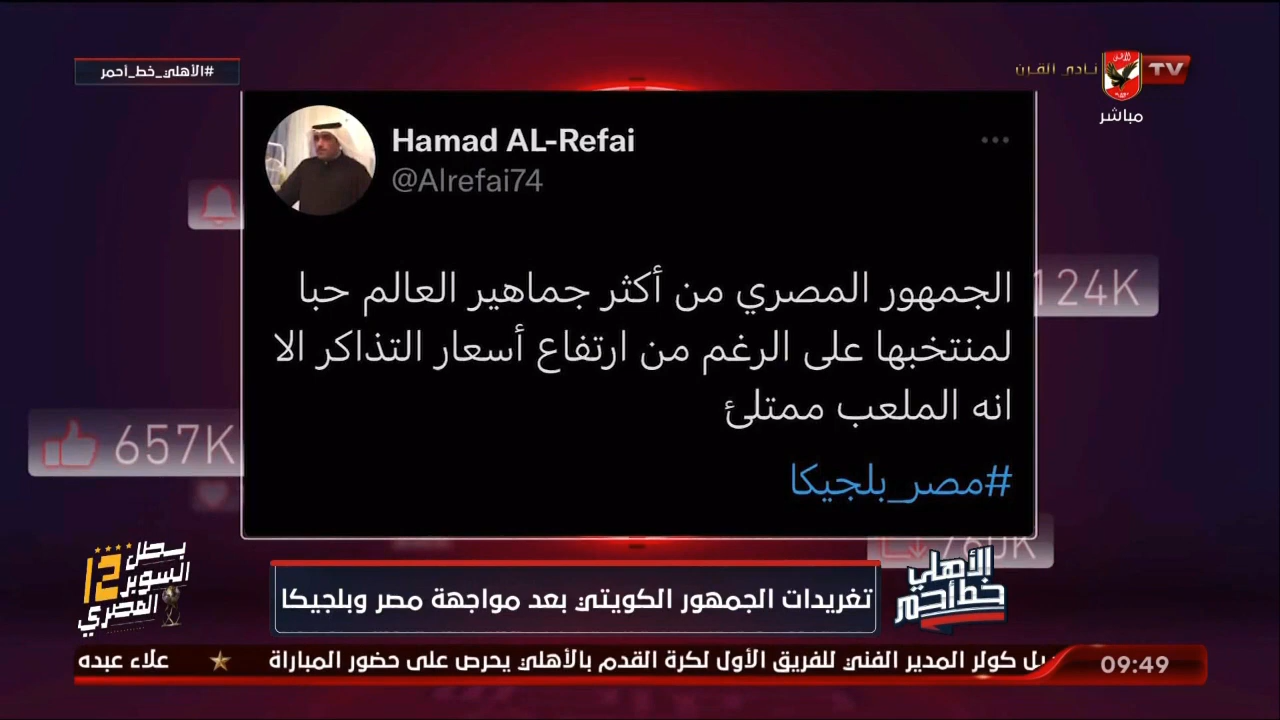 #الأهلي_خط_أحمر
نادي القرن
TV
مباشر
Hamad AL-Refai
@Alrefai74
الجمهور المصري من أكثر جماهير العالم حبا
لمنتخبها على الرغم من ارتفاع أسعار التذاكر الا
انه الملعب ممتلئ
#مصر_بلجيكا
124K
657K
760K
بطل
السوبر 12
المصري
الأهلي
خط أحمر
تغريدات الجمهور الكويتي بعد مواجهة مصر وبلجيكا
كولر المدير الفني للفريق الأول لكرة القدم بالأهلي يحرص على حضور المباراة ★ علاء عبده
09:49